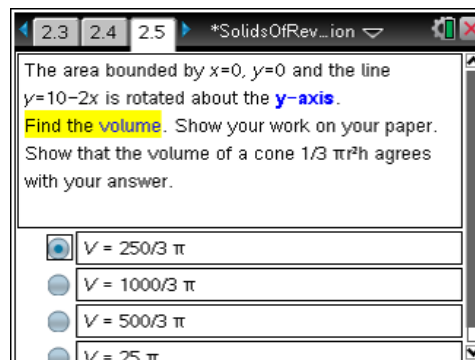 2.3 2.4 2.5 *SolidsOfRev…ion
The area bounded by x=0, y=0 and the line
y=10−2x is rotated about the y-axis.
Find the volume. Show your work on your paper.
Show that the volume of a cone 1/3 πr²h agrees
with your answer.
V = 250/3 π
V = 1000/3 π
V = 500/3 π
V = 25 π